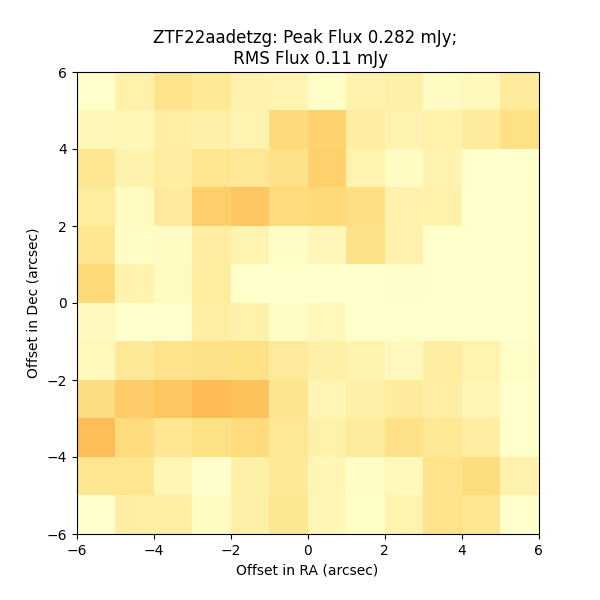 ZTF22aadetzg: Peak Flux 0.282 mJy;
RMS Flux 0.11 mJy
6
4
2
0
−2
−4
−6
Offset in Dec (arcsec)
−6 −4 −2 0 2 4 6
Offset in RA (arcsec)